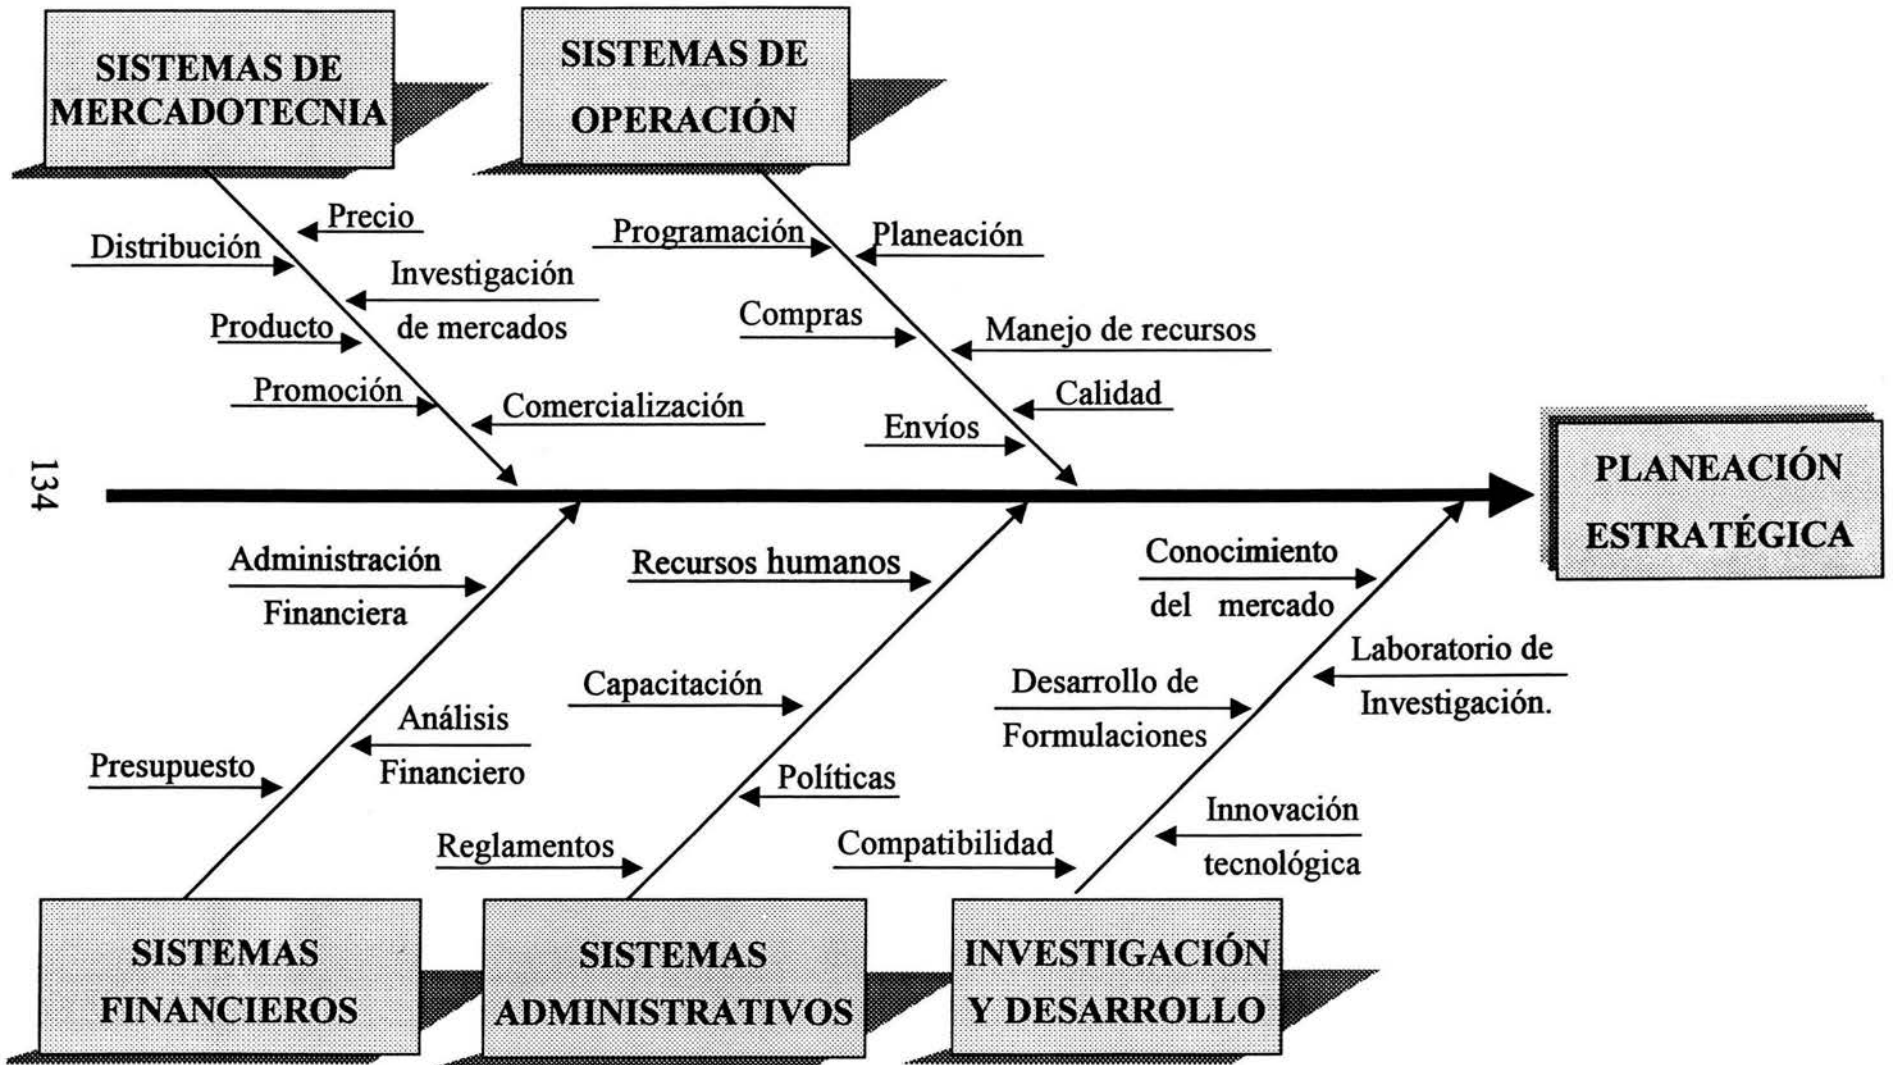 SISTEMAS DE
MERCADOTECNIA
SISTEMAS DE
OPERACIÓN
Precio
Distribución
Investigación
de mercados
Producto
Promoción
Comercialización
Programación
Planeación
Compras
Manejo de recursos
Calidad
Envíos
134
PLANEACIÓN
ESTRATÉGICA
Administración
Financiera
Análisis
Financiero
Presupuesto
Recursos humanos
Capacitación
Políticas
Reglamentos
Conocimiento
del mercado
Laboratorio de
Investigación.
Desarrollo de
Formulaciones
Innovación
tecnológica
Compatibilidad
SISTEMAS
FINANCIEROS
SISTEMAS
ADMINISTRATIVOS
INVESTIGACIÓN
Y DESARROLLO